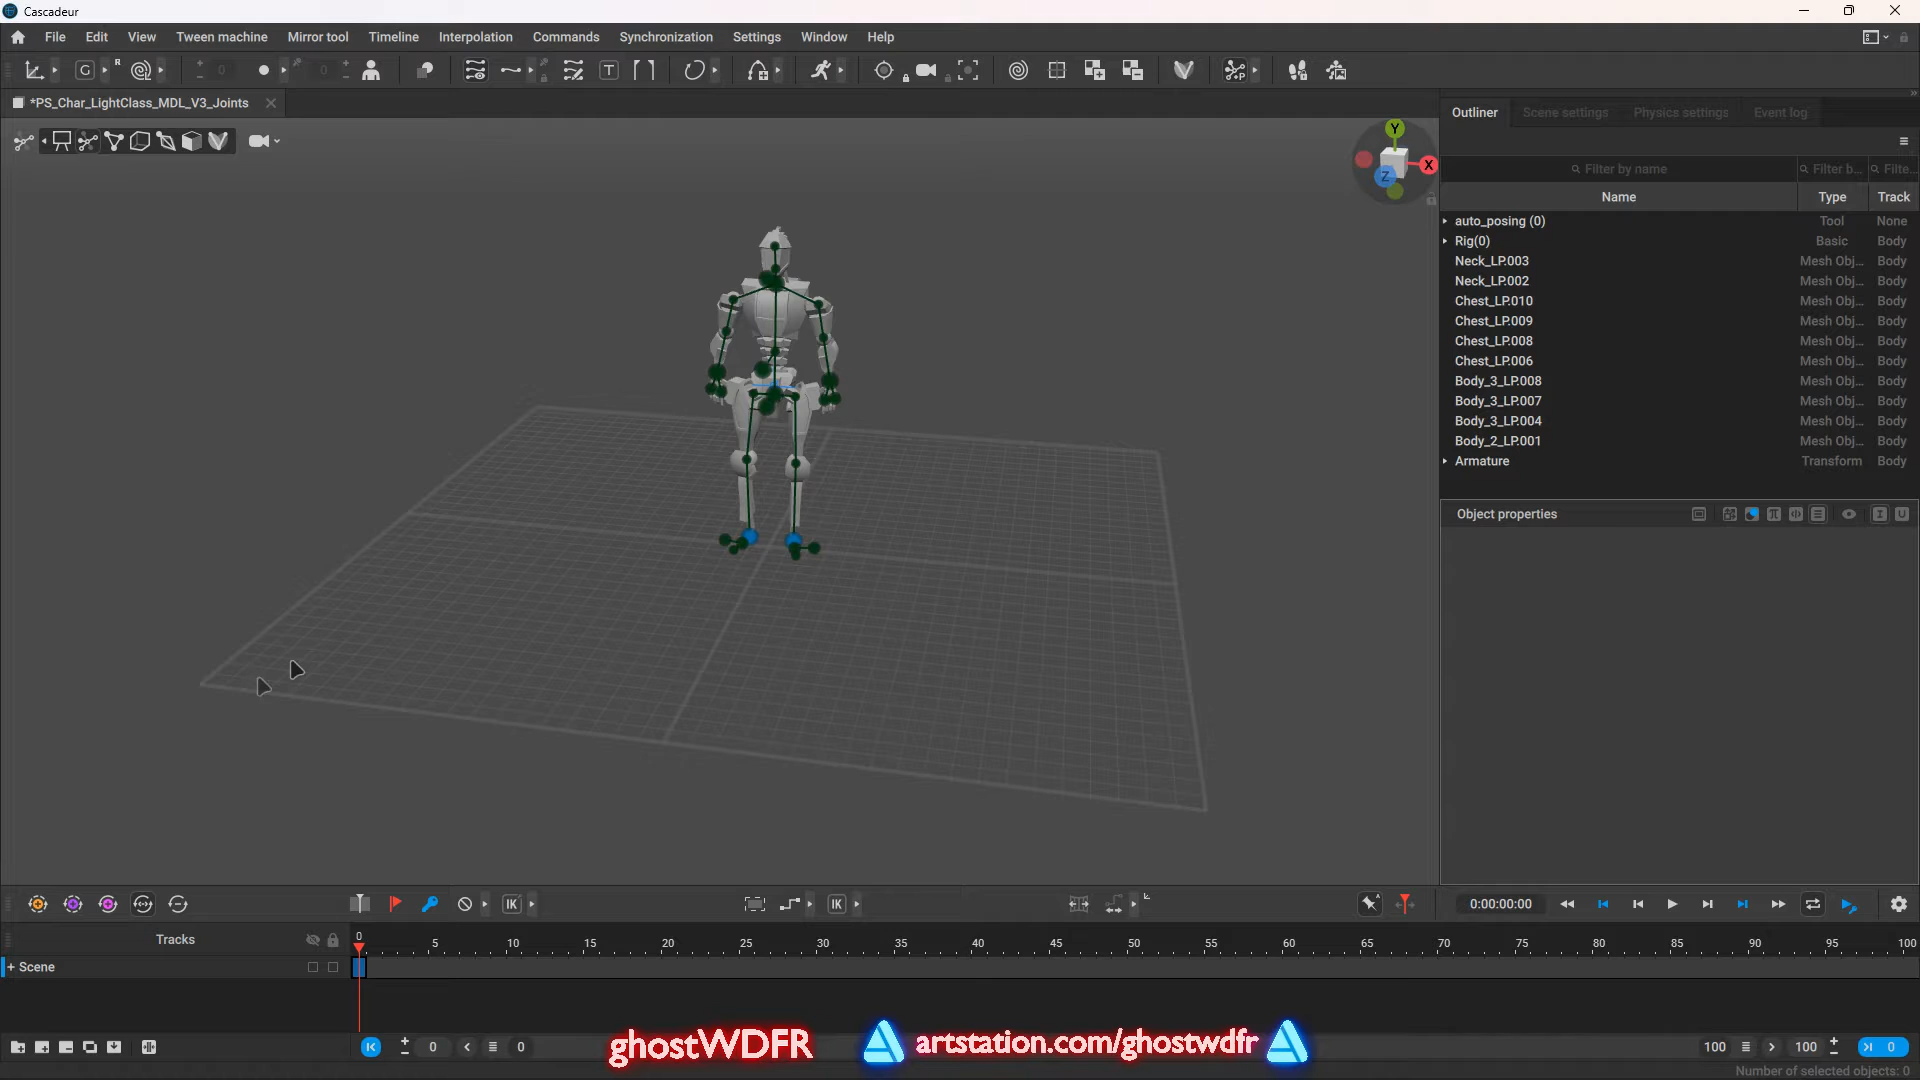 Cascadeur
File Edit View Tween machine Mirror tool Timeline Interpolation Commands Synchronization Settings Window Help
G R 0 0 T P
*PS_Char_LightClass_MDL_V3_Joints
Y
X
Z
Outliner Scene settings Physics settings Event log
Filter by name Filter b... Filte...
Name Type Track
auto_posing (0) Tool None
Rig(0) Basic Body
Neck_LP.003 Mesh Obj... Body
Neck_LP.002 Mesh Obj... Body
Chest_LP.010 Mesh Obj... Body
Chest_LP.009 Mesh Obj... Body
Chest_LP.008 Mesh Obj... Body
Chest_LP.006 Mesh Obj... Body
Body_3_LP.008 Mesh Obj... Body
Body_3_LP.007 Mesh Obj... Body
Body_3_LP.004 Mesh Obj... Body
Body_2_LP.001 Mesh Obj... Body
Armature Transform Body
Object properties
IK IK 0:00:00:00
Tracks 0 5 10 15 20 25 30 35 40 45 50 55 60 65 70 75 80 85 90 95 100
+ Scene
0 0 ghostWDFR artstation.com/ghostwdfr 100 100 0
Number of selected objects: 0